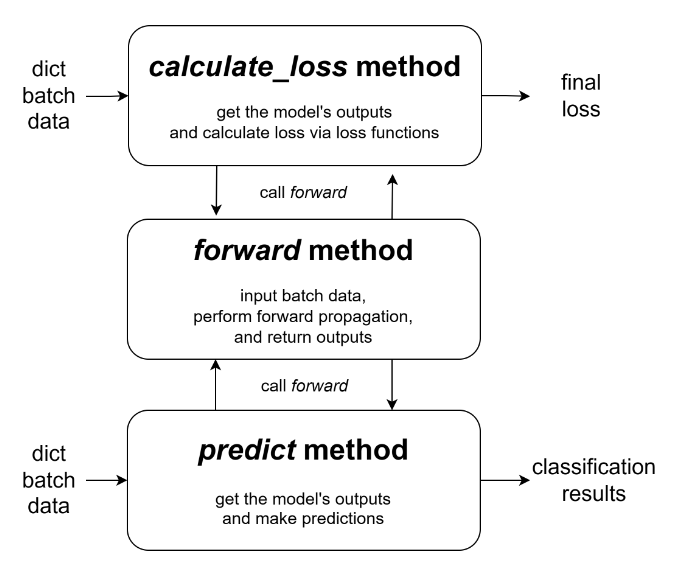 dict
batch
data
calculate_loss method
get the model's outputs
and calculate loss via loss functions
final
loss
call forward
forward method
input batch data,
perform forward propagation,
and return outputs
call forward
dict
batch
data
predict method
get the model's outputs
and make predictions
classification
results